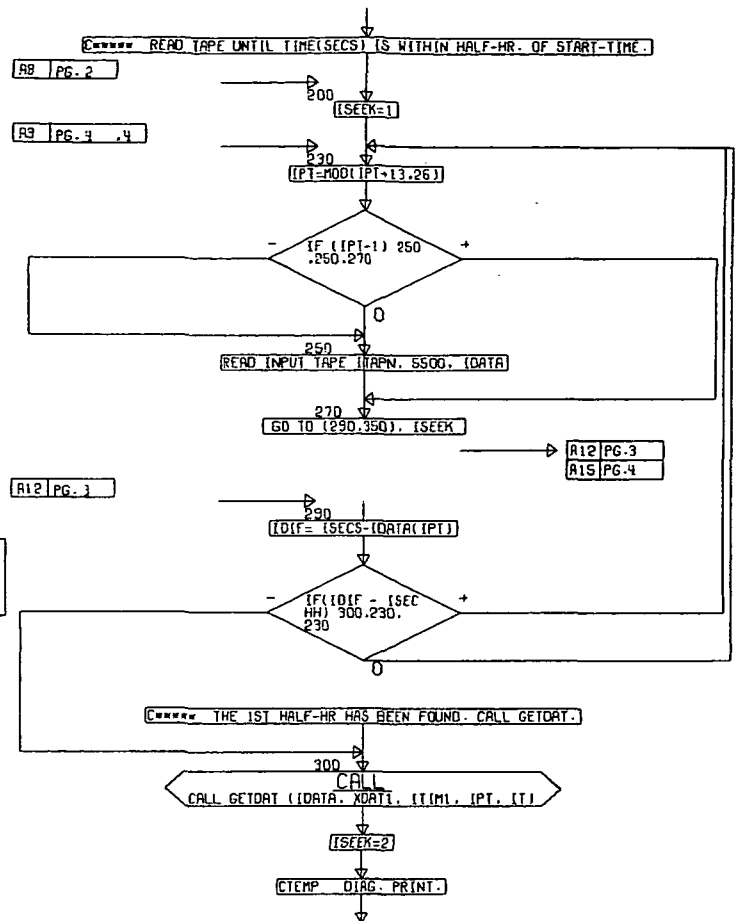 C***** READ TAPE UNTIL TIME(SECS) IS WITHIN HALF-HR. OF START-TIME.
A8 PG. 2
200
ISEEK=1
A3 PG. 4 .4
230
IPT=MOD(IPT+13,26)
- +
IF (IPT-1) 250
,250,270
0
250
READ INPUT TAPE ITAPN, 5500, IDATA
270
GO TO (290,350), ISEEK
A12 PG.3
A15 PG.4
A12 PG. 3
290
IDIF= ISECS-IDATA(IPT)
- +
IF(IDIF - ISEC
HH) 300,230,
230
0
C***** THE 1ST HALF-HR HAS BEEN FOUND. CALL GETDAT.
300
CALL
CALL GETDAT (IDATA, XDAT1, ITIM1, IPT, IT)
ISEEK=2
CTEMP DIAG. PRINT.